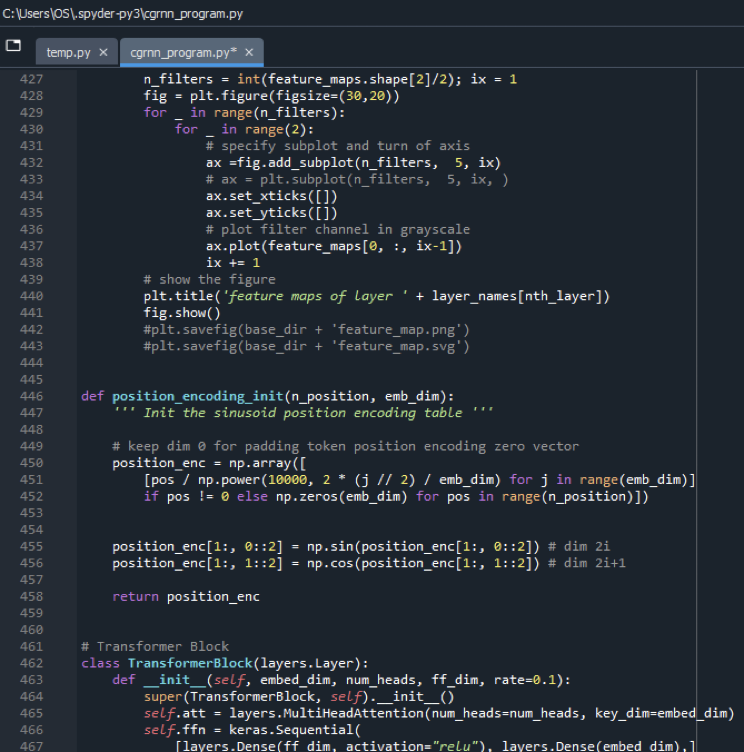 C:\Users\OS\.spyder-py3\cgrnn_program.py
temp.py × cgrnn_program.py* ×
427 n_filters = int(feature_maps.shape[2]/2); ix = 1
428 fig = plt.figure(figsize=(30,20))
429 for _ in range(n_filters):
430 for _ in range(2):
431 # specify subplot and turn of axis
432 ax =fig.add_subplot(n_filters,  5, ix)
433 # ax = plt.subplot(n_filters,  5, ix, )
434 ax.set_xticks([])
435 ax.set_yticks([])
436 # plot filter channel in grayscale
437 ax.plot(feature_maps[0, :, ix-1])
438 ix += 1
439 # show the figure
440 plt.title('feature maps of layer ' + layer_names[nth_layer])
441 fig.show()
442 #plt.savefig(base_dir + 'feature_map.png')
443 #plt.savefig(base_dir + 'feature_map.svg')
444
445
446 def position_encoding_init(n_position, emb_dim):
447 ''' Init the sinusoid position encoding table '''
448
449 # keep dim 0 for padding token position encoding zero vector
450 position_enc = np.array([
451 [pos / np.power(10000, 2 * (j // 2) / emb_dim) for j in range(emb_dim)]
452 if pos != 0 else np.zeros(emb_dim) for pos in range(n_position)])
453
454
455 position_enc[1:, 0::2] = np.sin(position_enc[1:, 0::2]) # dim 2i
456 position_enc[1:, 1::2] = np.cos(position_enc[1:, 1::2]) # dim 2i+1
457
458 return position_enc
459
460
461 # Transformer Block
462 class TransformerBlock(layers.Layer):
463 def __init__(self, embed_dim, num_heads, ff_dim, rate=0.1):
464 super(TransformerBlock, self).__init__()
465 self.att = layers.MultiHeadAttention(num_heads=num_heads, key_dim=embed_dim)
466 self.ffn = keras.Sequential(
467 [layers.Dense(ff_dim, activation="relu"), layers.Dense(embed_dim),]